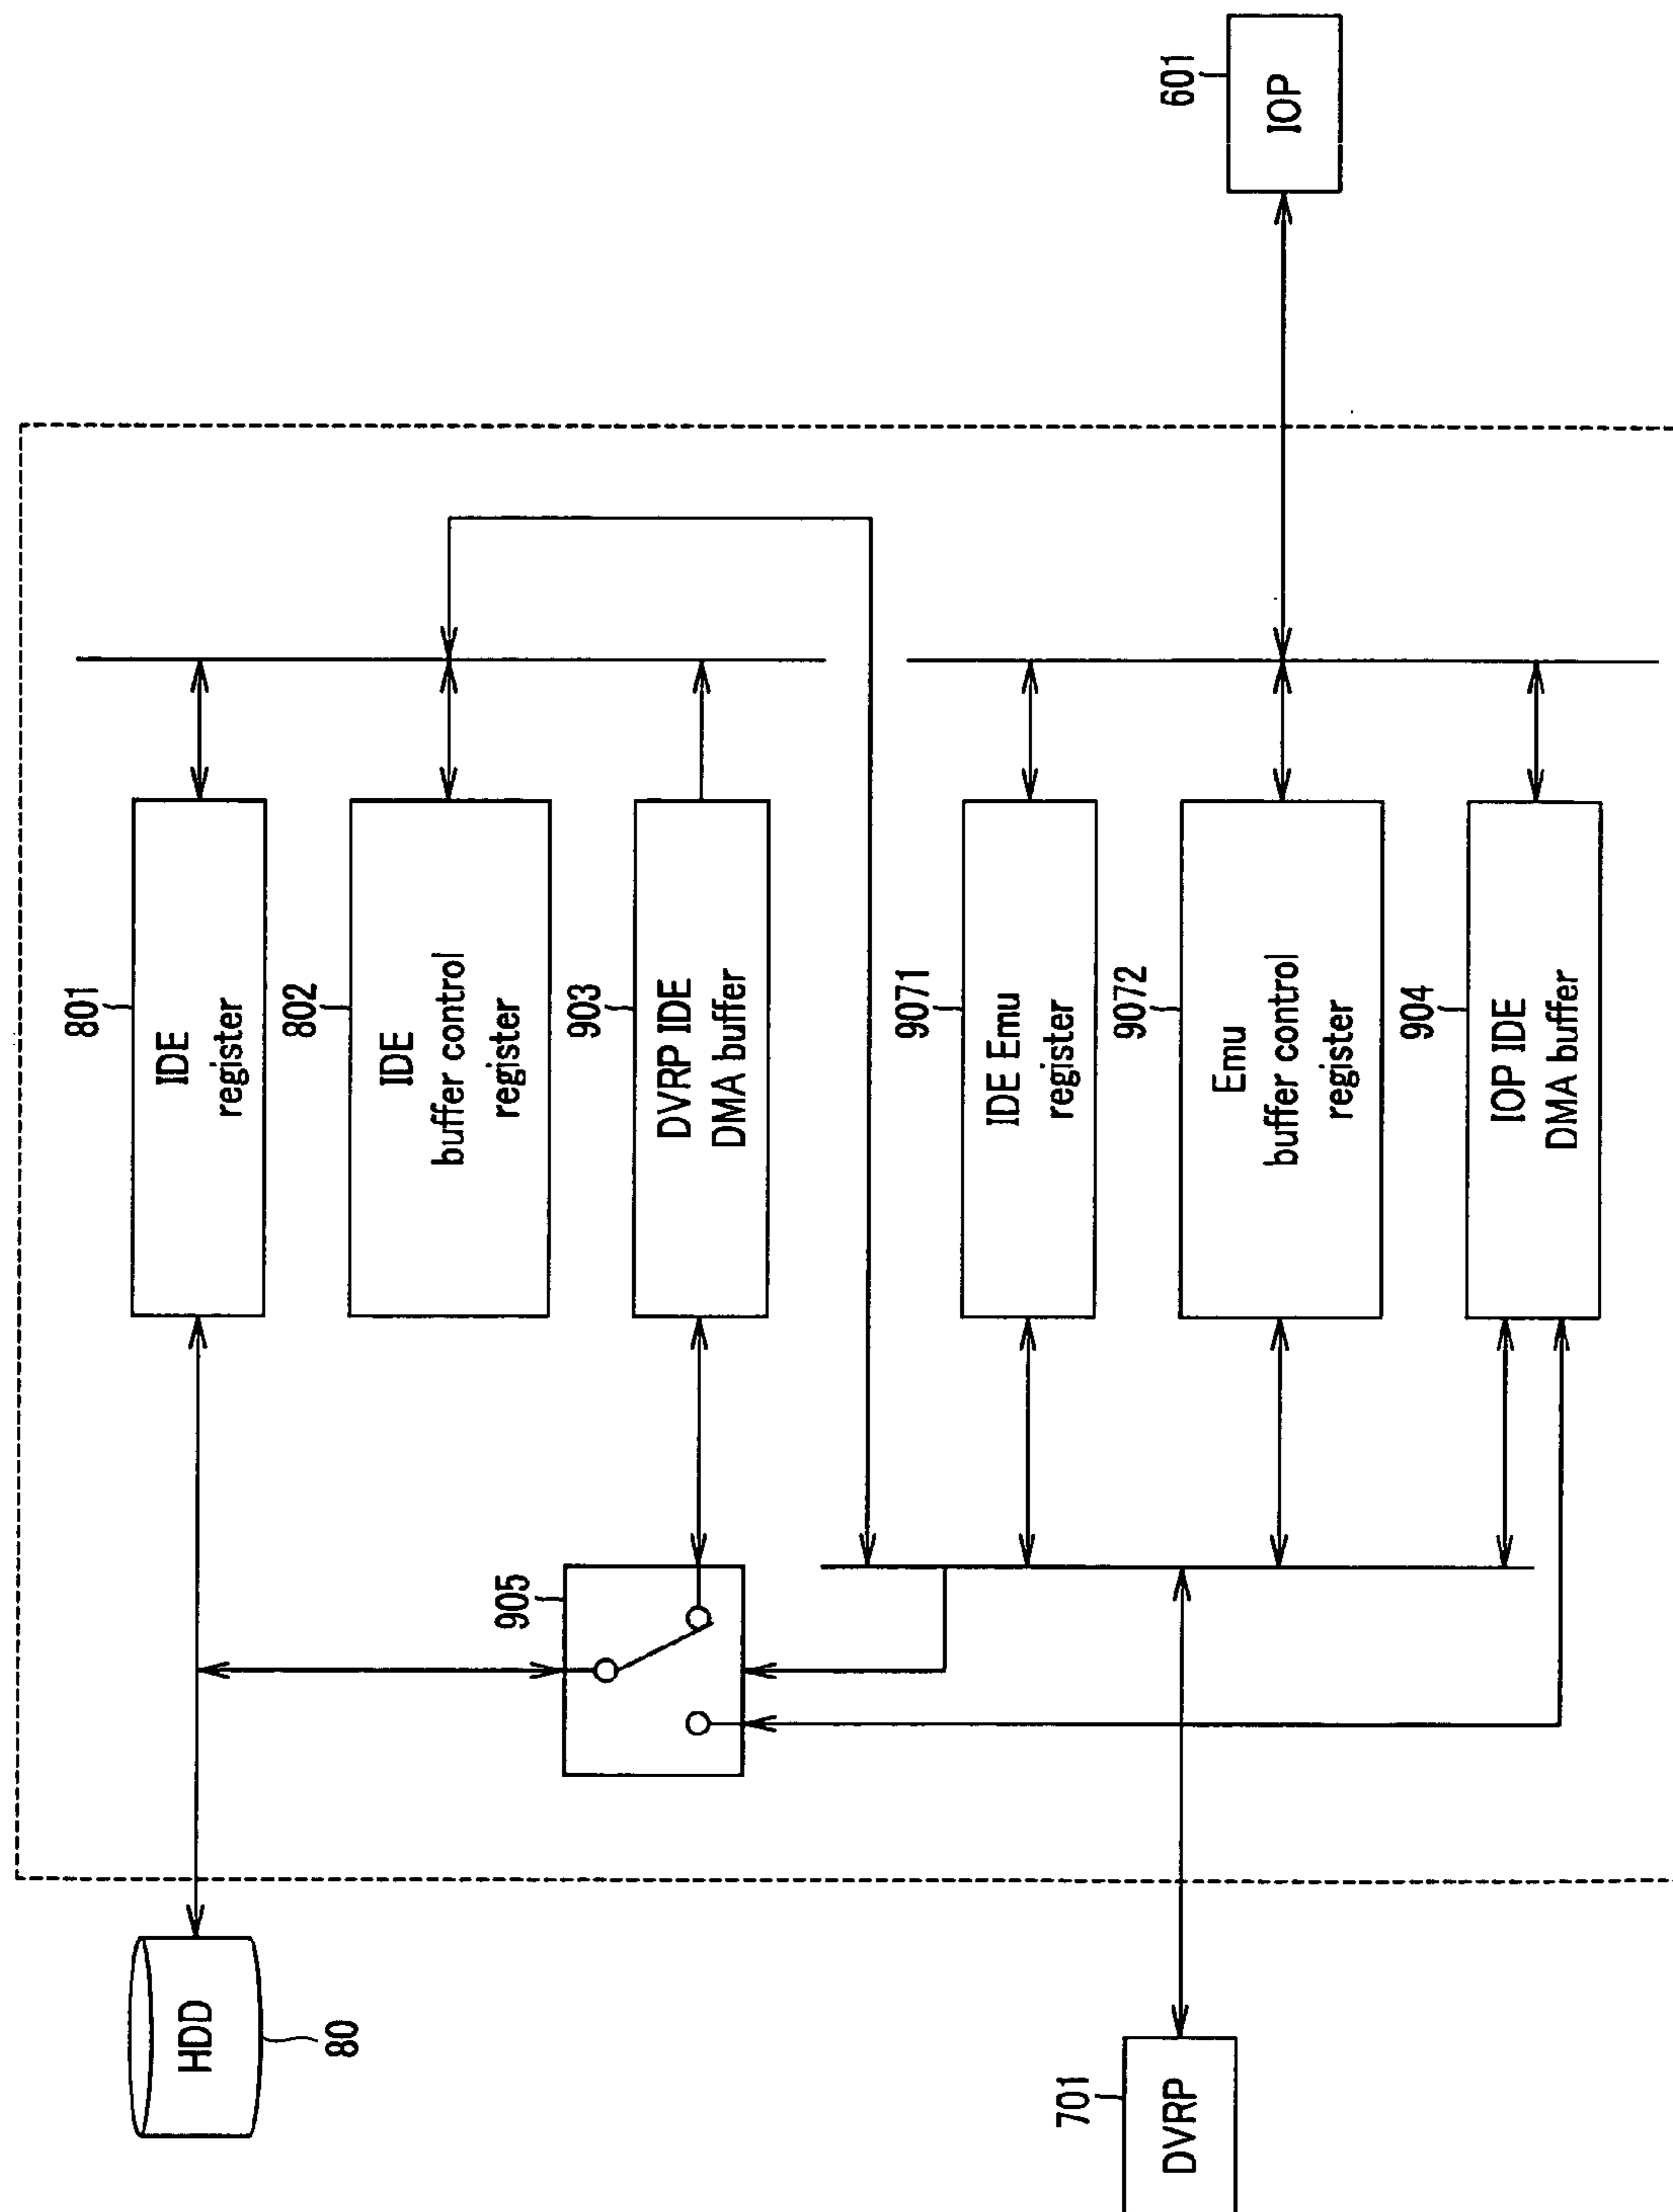 HDD
80
DVRP
701
905
801
IDE
register
802
IDE
buffer control
register
903
DVRP IDE
DMA buffer
9071
IDE Emu
register
9072
Emu
buffer control
register
904
IOP IDE
DMA buffer
601
IOP